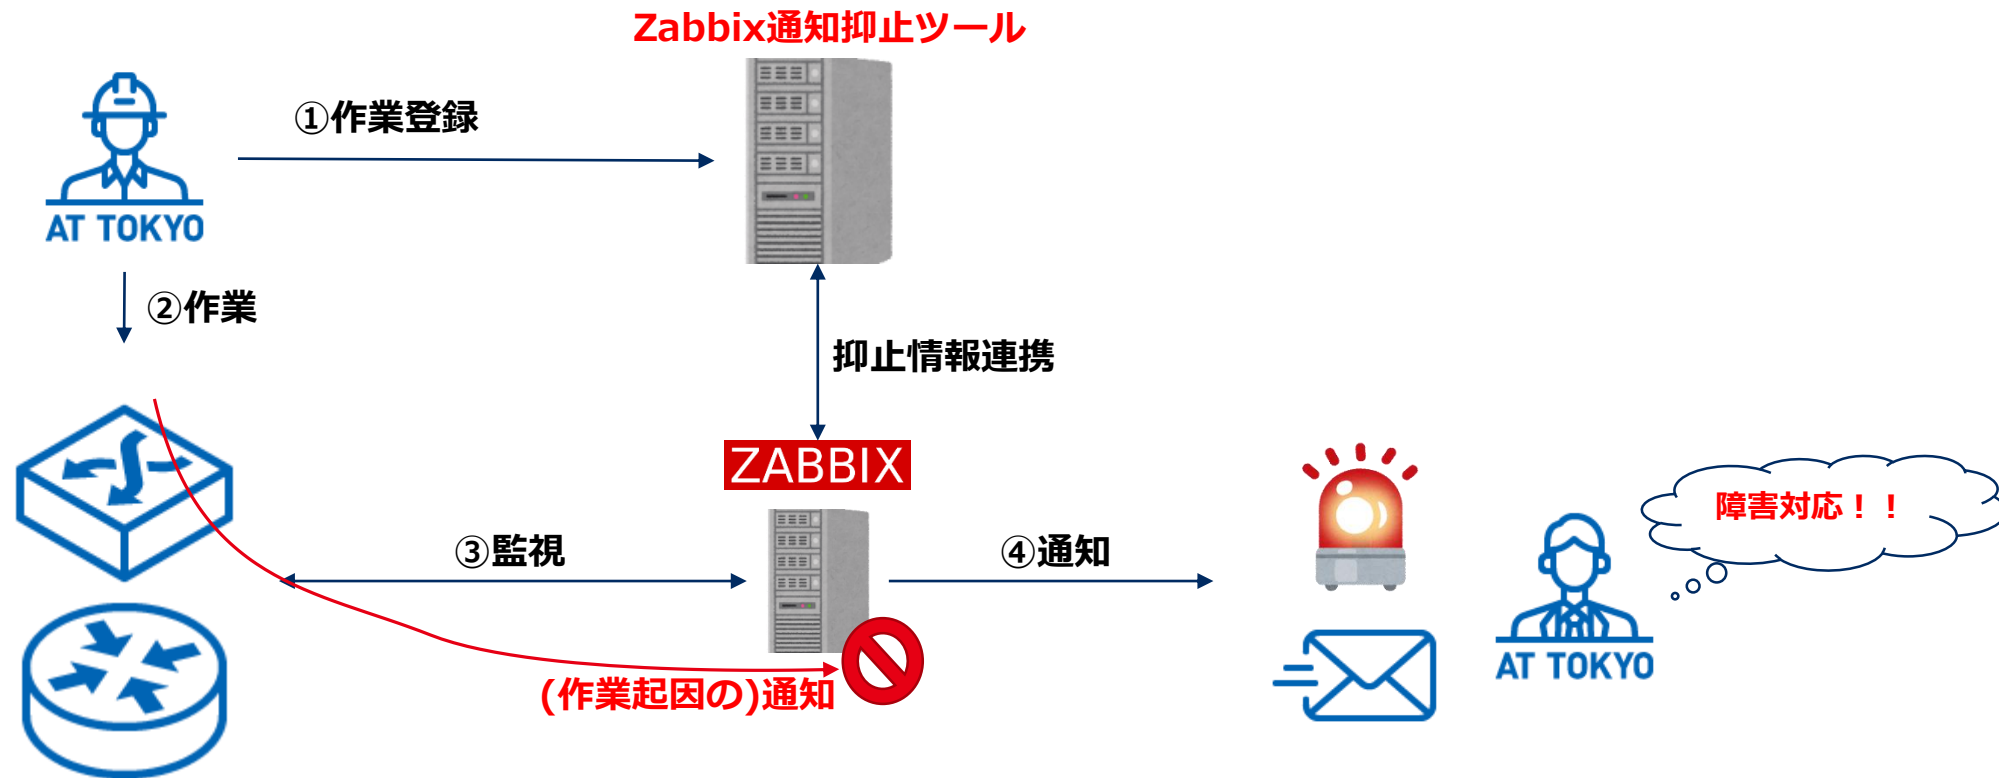 Zabbix通知抑止ツール
①作業登録
AT TOKYO
②作業
抑止情報連携
ZABBIX
障害対応！！
③監視
④通知
AT TOKYO
(作業起因の)通知